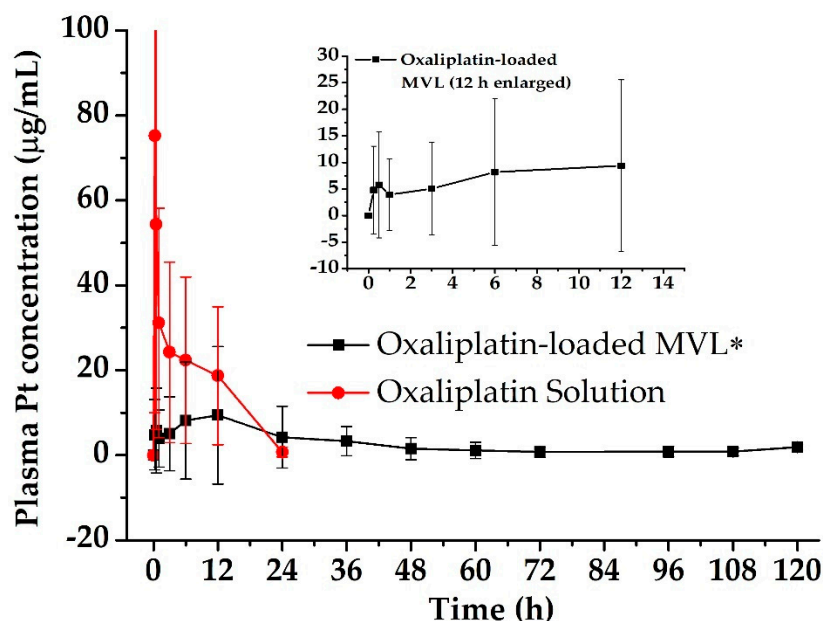 Plasma Pt concentration (µg/mL)
100
80
60
40
20
0
-20
30
25
20
15
10
5
0
-5
-10
Oxaliplatin-loaded
MVL (12 h enlarged)
0 2 4 6 8 10 12 14
Oxaliplatin-loaded MVL*
Oxaliplatin Solution
0 12 24 36 48 60 72 84 96 108 120
Time (h)